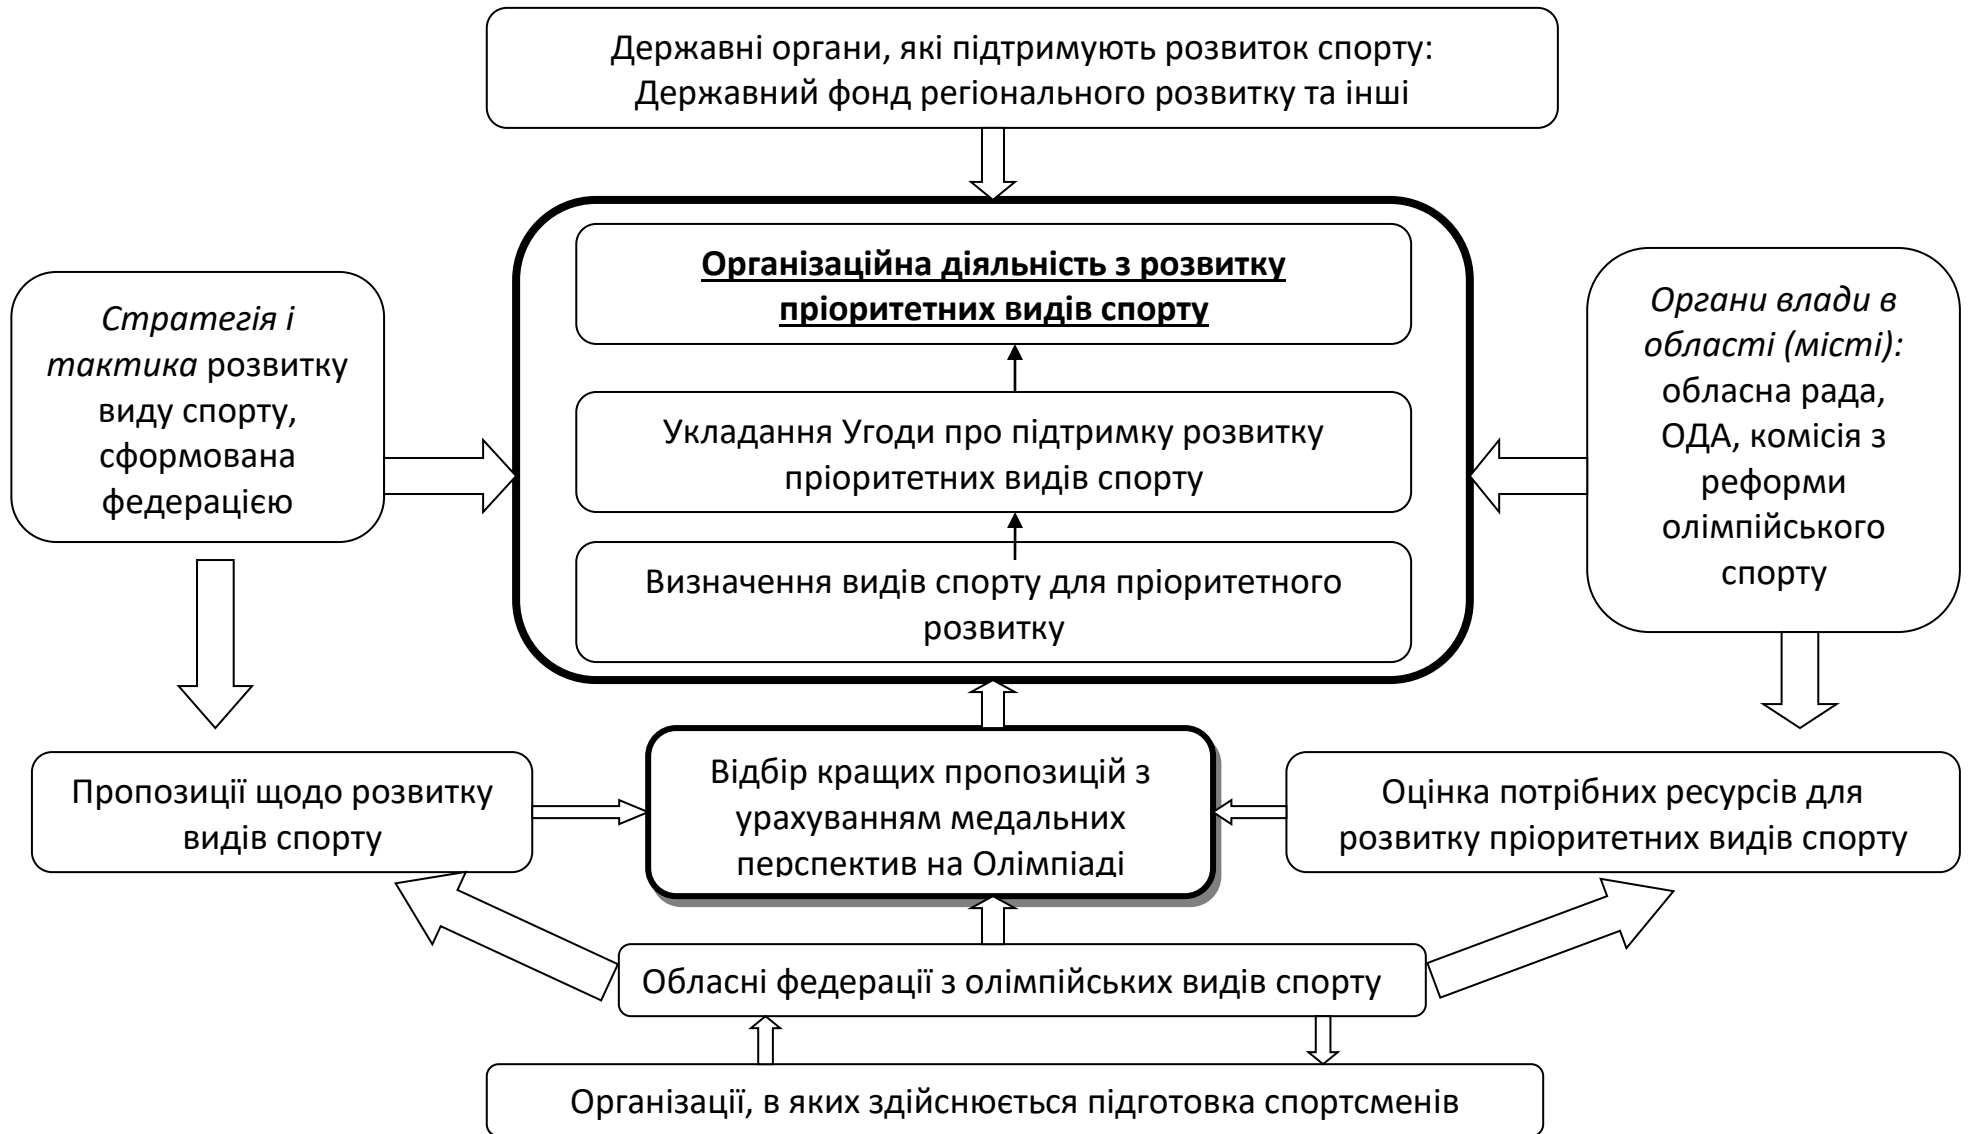 Державні органи, які підтримують розвиток спорту:
Державний фонд регіонального розвитку та інші
Організаційна діяльність з розвитку
пріоритетних видів спорту
Стратегія і
тактика розвитку
виду спорту,
сформована
федерацією
Укладання Угоди про підтримку розвитку
пріоритетних видів спорту
Визначення видів спорту для пріоритетного
розвитку
Органи влади в
області (місті):
обласна рада,
ОДА, комісія з
реформи
олімпійського
спорту
Пропозиції щодо розвитку
видів спорту
Відбір кращих пропозицій з
урахуванням медальних
перспектив на Олімпіаді
Оцінка потрібних ресурсів для
розвитку пріоритетних видів спорту
Обласні федерації з олімпійських видів спорту
Організації, в яких здійснюється підготовка спортсменів